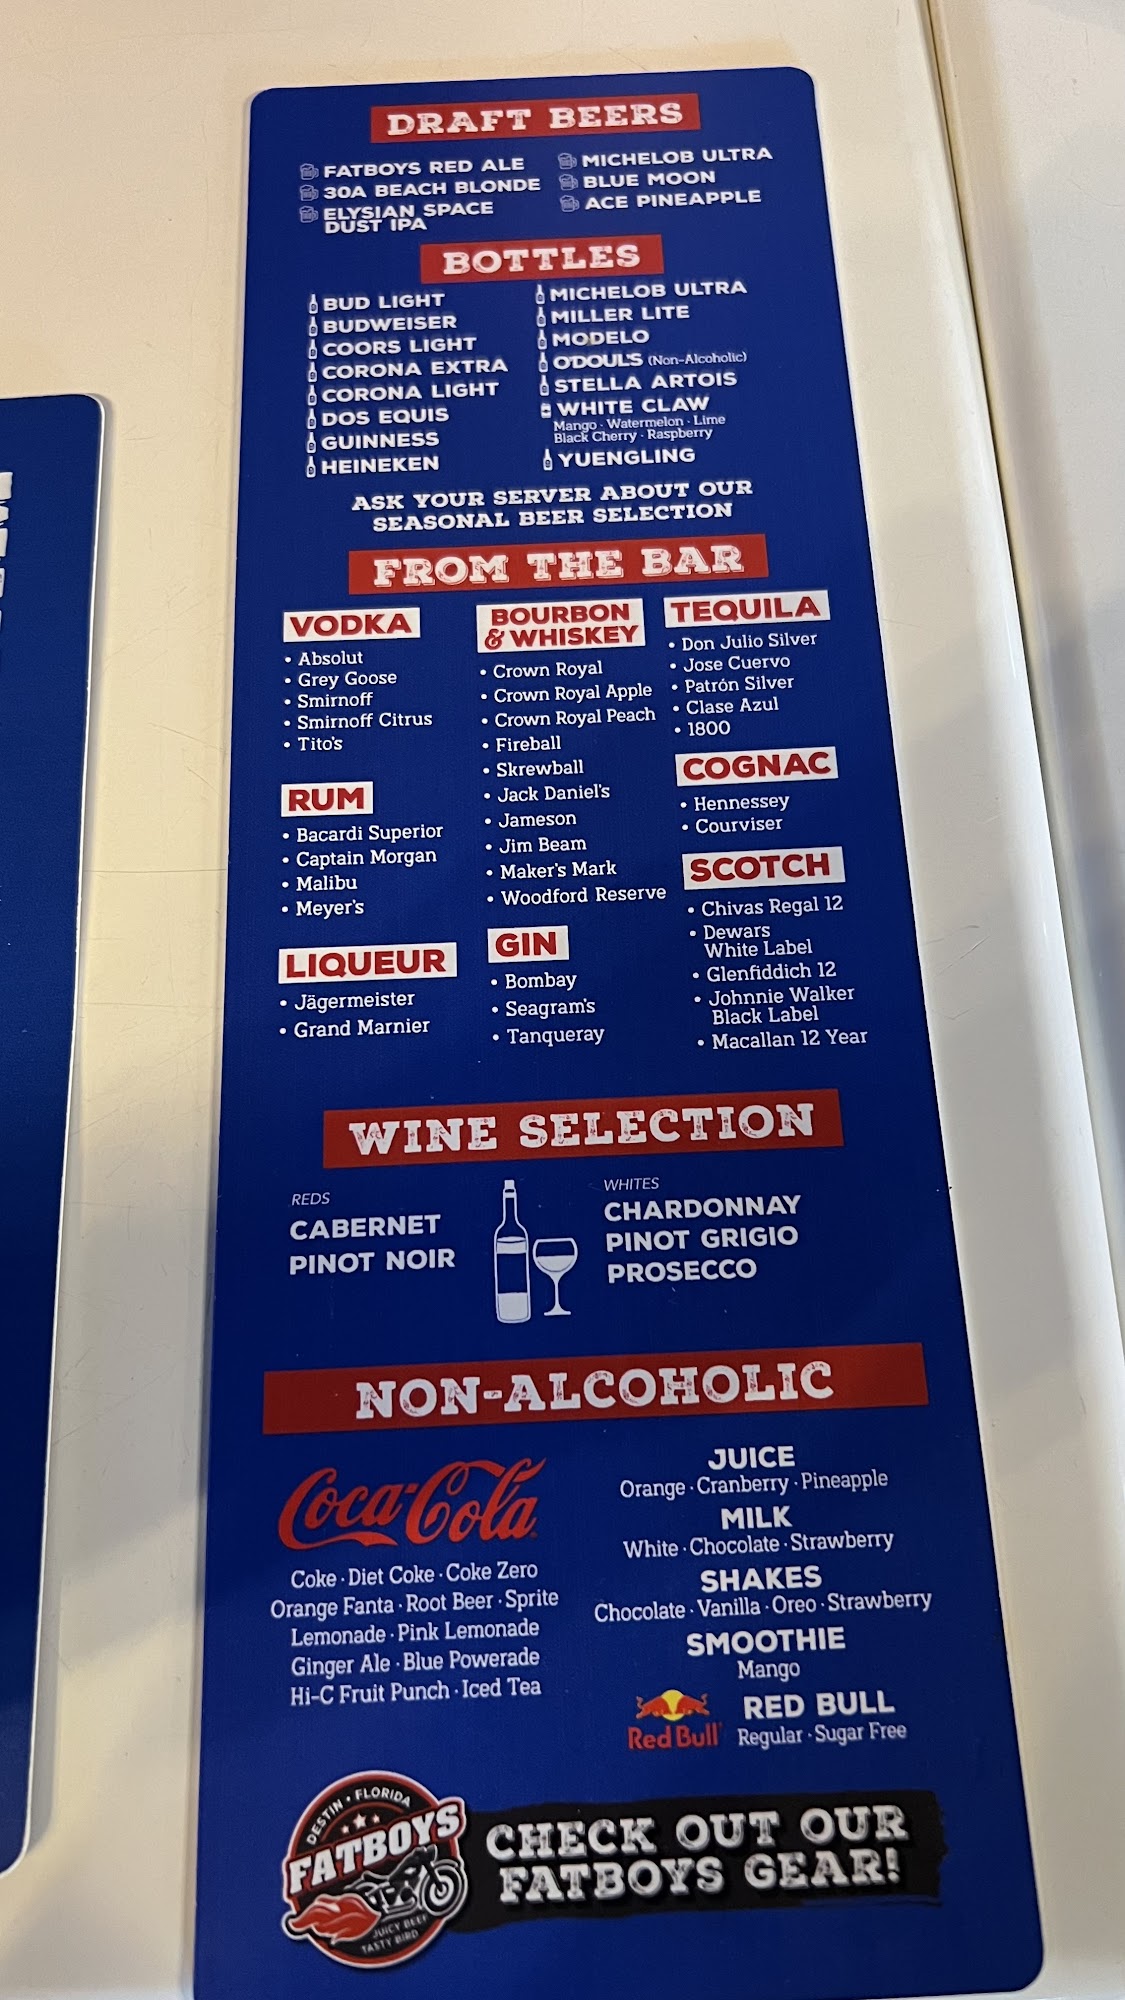 DRAFT BEERS
FATBOYS RED ALE
30A BEACH BLONDE
ELYSIAN SPACE
DUST IPA
MICHELOB ULTRA
BLUE MOON
ACE PINEAPPLE
BOTTLES
BUD LIGHT
BUDWEISER
COORS LIGHT
CORONA EXTRA
CORONA LIGHT
DOS EQUIS
GUINNESS
HEINEKEN
MICHELOB ULTRA
MILLER LITE
MODELO
O'DOUL'S (Non-Alcoholic)
STELLA ARTOIS
WHITE CLAW
Mango · Watermelon · Lime
Black Cherry · Raspberry
YUENGLING
ASK YOUR SERVER ABOUT OUR
SEASONAL BEER SELECTION
FROM THE BAR
VODKA
• Absolut
• Grey Goose
• Smirnoff
• Smirnoff Citrus
• Tito's
RUM
• Bacardi Superior
• Captain Morgan
• Malibu
• Meyer's
LIQUEUR
• Jägermeister
• Grand Marnier
BOURBON
& WHISKEY
• Crown Royal
• Crown Royal Apple
• Crown Royal Peach
• Fireball
• Skrewball
• Jack Daniel's
• Jameson
• Jim Beam
• Maker's Mark
• Woodford Reserve
GIN
• Bombay
• Seagram's
• Tanqueray
TEQUILA
• Don Julio Silver
• Jose Cuervo
• Patrón Silver
• Clase Azul
• 1800
COGNAC
• Hennessey
• Courviser
SCOTCH
• Chivas Regal 12
• Dewars
White Label
• Glenfiddich 12
• Johnnie Walker
Black Label
• Macallan 12 Year
WINE SELECTION
REDS
CABERNET
PINOT NOIR
WHITES
CHARDONNAY
PINOT GRIGIO
PROSECCO
NON-ALCOHOLIC
Coca-Cola
Coke · Diet Coke · Coke Zero
Orange Fanta · Root Beer · Sprite
Lemonade · Pink Lemonade
Ginger Ale · Blue Powerade
Hi-C Fruit Punch · Iced Tea
JUICE
Orange · Cranberry · Pineapple
MILK
White · Chocolate · Strawberry
SHAKES
Chocolate · Vanilla · Oreo · Strawberry
SMOOTHIE
Mango
Red Bull
RED BULL
Regular · Sugar Free
DESTIN • FLORIDA
FATBOYS
JUICY BEEF
TASTY BIRD
CHECK OUT OUR
FATBOYS GEAR!